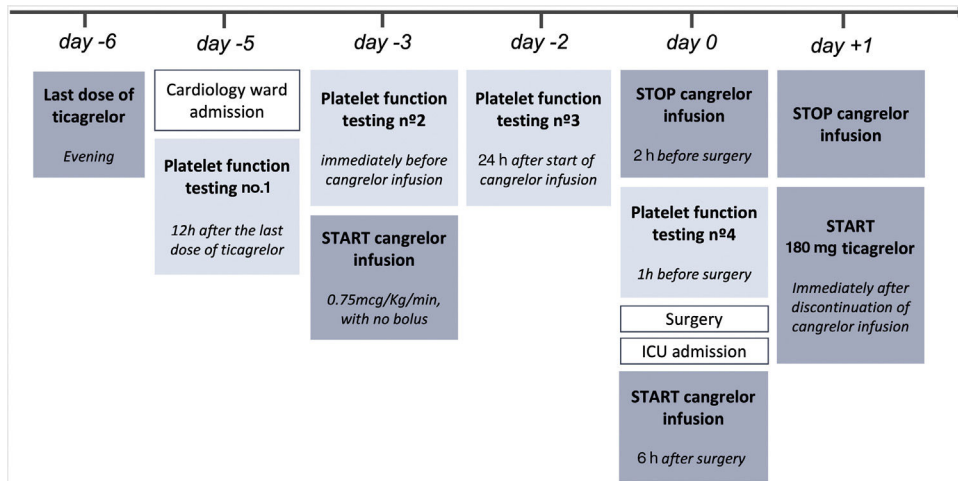 day -6
day -5
day -3
day -2
day 0
day +1
Last dose of
ticagrelor
Evening
Cardiology ward
admission
Platelet function
testing no.1
12h after the last
dose of ticagrelor
Platelet function
testing nº2
immediately before
cangrelor infusion
START cangrelor
infusion
0.75mcg/Kg/min,
with no bolus
Platelet function
testing nº3
24 h after start of
cangrelor infusion
STOP cangrelor
infusion
2 h before surgery
Platelet function
testing nº4
1h before surgery
Surgery
ICU admission
START cangrelor
infusion
6 h after surgery
STOP cangrelor
infusion
START
180 mg ticagrelor
Immediately after
discontinuation of
cangrelor infusion